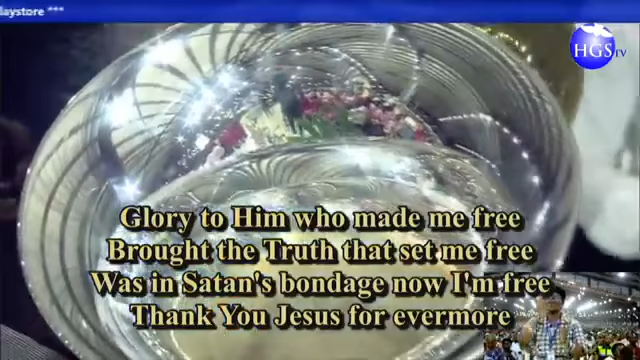 laystore ***
HGS TV
Glory to Him who made me free
Brought the Truth that set me free
Was in Satan's bondage now I'm free
Thank You Jesus for evermore